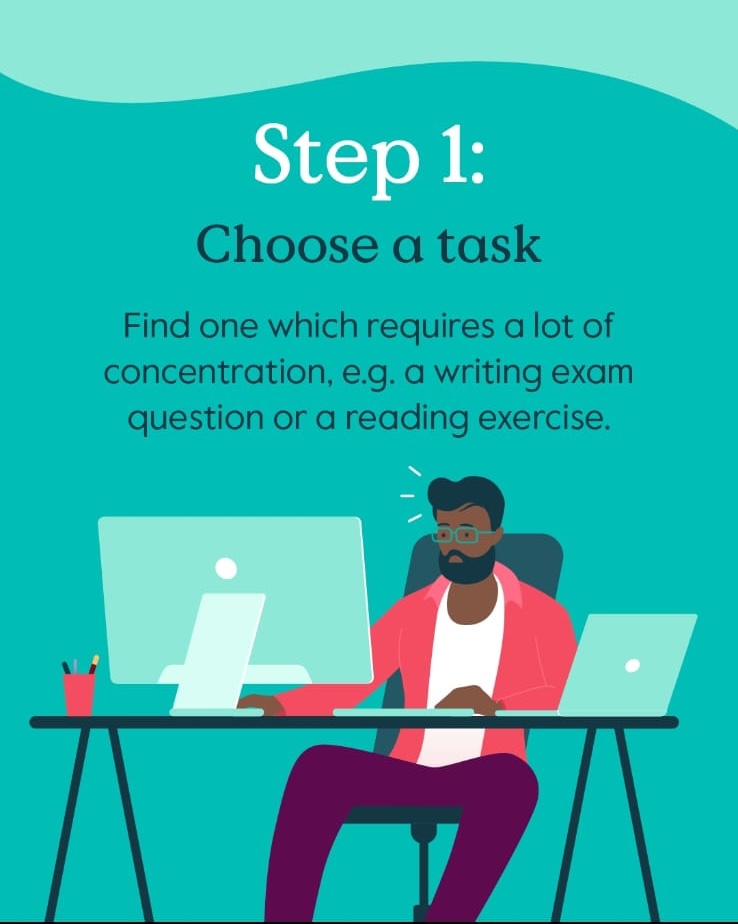 Step 1:
Choose a task
Find one which requires a lot of
concentration, e.g. a writing exam
question or a reading exercise.